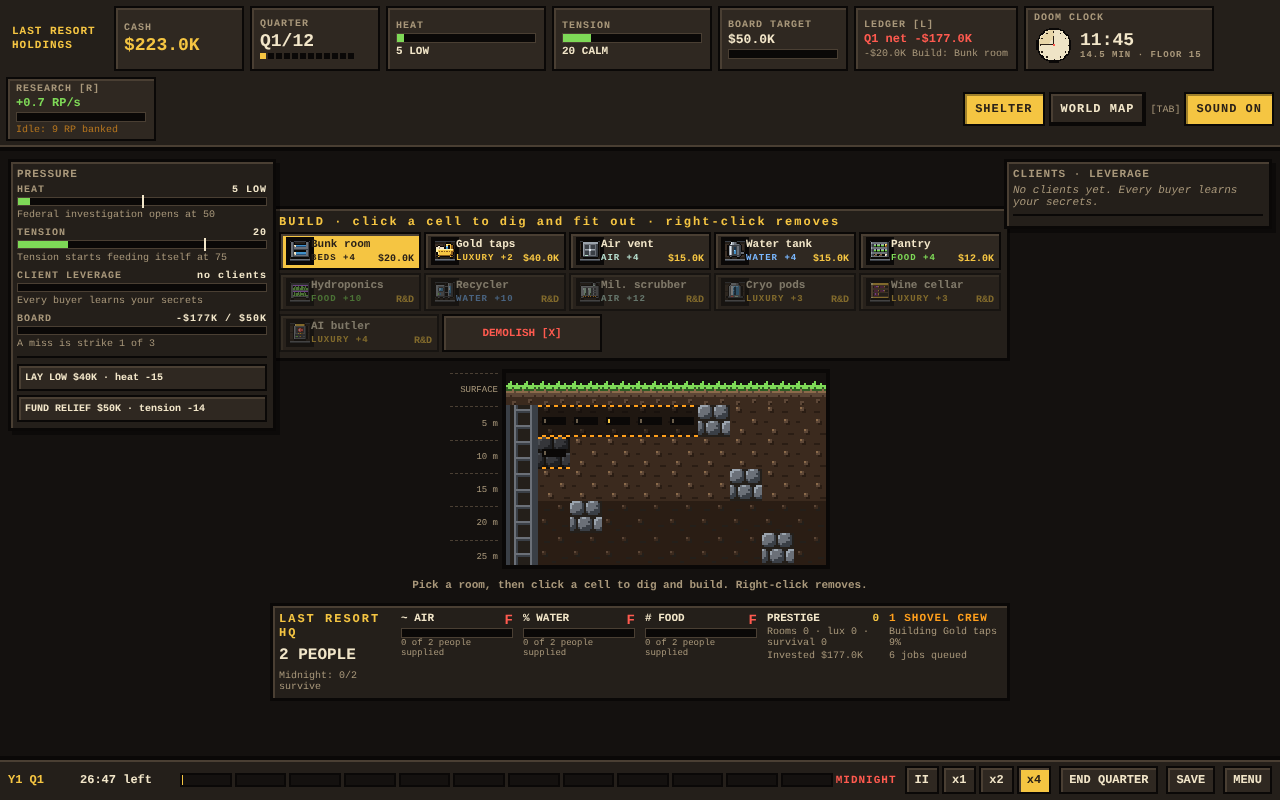 LAST RESORT
HOLDINGS
CASH
$223.0K
QUARTER
Q1/12
HEAT
5 LOW
TENSION
20 CALM
BOARD TARGET
$50.0K
LEDGER [L]
Q1 net -$177.0K
-$20.0K Build: Bunk room
DOOM CLOCK
11:45
14.5 MIN · FLOOR 15
RESEARCH [R]
+0.7 RP/s
Idle: 9 RP banked
SHELTER
WORLD MAP
[TAB]
SOUND ON
PRESSURE
HEAT 5 LOW
Federal investigation opens at 50
TENSION 20
Tension starts feeding itself at 75
CLIENT LEVERAGE no clients
Every buyer learns your secrets
BOARD -$177K / $50K
A miss is strike 1 of 3
LAY LOW $40K · heat -15
FUND RELIEF $50K · tension -14
BUILD · click a cell to dig and fit out · right-click removes
Bunk room
BEDS +4 $20.0K
Gold taps
LUXURY +2 $40.0K
Air vent
AIR +4 $15.0K
Water tank
WATER +4 $15.0K
Pantry
FOOD +4 $12.0K
Hydroponics
FOOD +10 R&D
Recycler
WATER +10 R&D
Mil. scrubber
AIR +12 R&D
Cryo pods
LUXURY +3 R&D
Wine cellar
LUXURY +3 R&D
AI butler
LUXURY +4 R&D
DEMOLISH [X]
CLIENTS · LEVERAGE
No clients yet. Every buyer learns
your secrets.
SURFACE
5 m
10 m
15 m
20 m
25 m
Pick a room, then click a cell to dig and build. Right-click removes.
LAST RESORT
HQ
2 PEOPLE
Midnight: 0/2
survive
~ AIR F
0 of 2 people
supplied
% WATER F
0 of 2 people
supplied
# FOOD F
0 of 2 people
supplied
PRESTIGE 0
Rooms 0 · lux 0 ·
survival 0
Invested $177.0K
1 SHOVEL CREW
Building Gold taps
9%
6 jobs queued
Y1 Q1
26:47 left
MIDNIGHT
II
x1
x2
x4
END QUARTER
SAVE
MENU